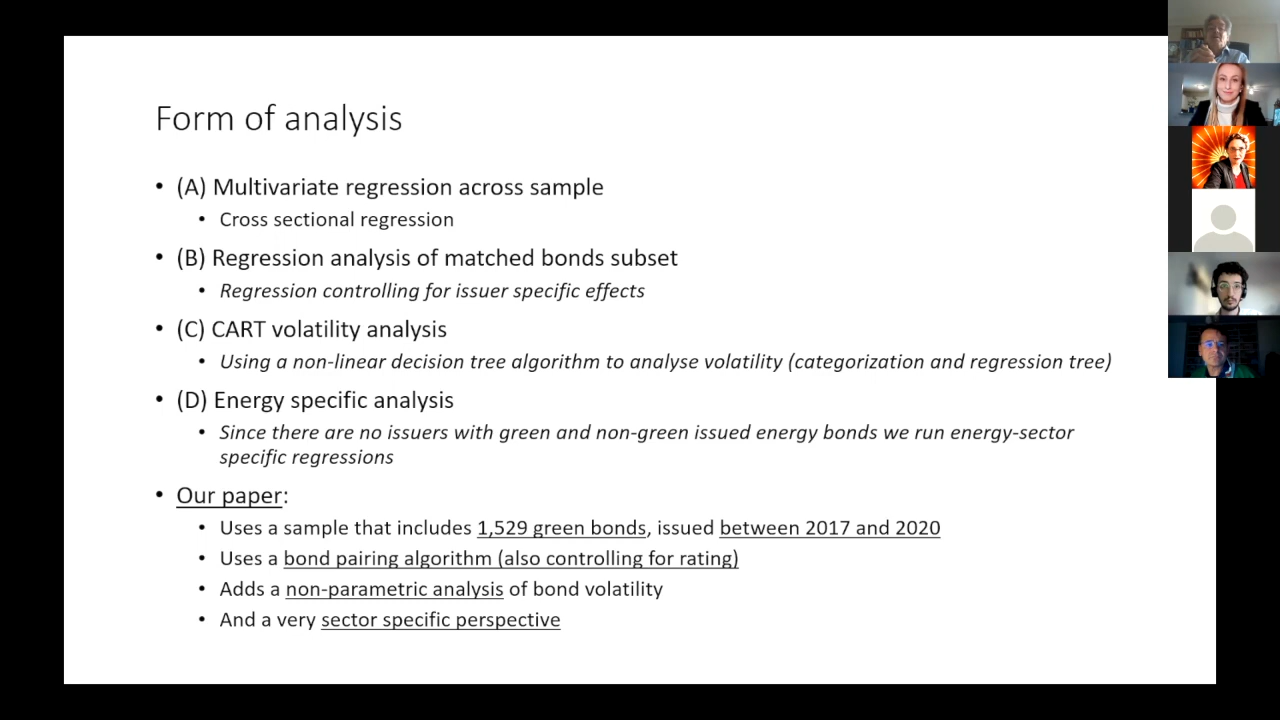 Form of analysis
• (A) Multivariate regression across sample
• Cross sectional regression
• (B) Regression analysis of matched bonds subset
• Regression controlling for issuer specific effects
• (C) CART volatility analysis
• Using a non-linear decision tree algorithm to analyse volatility (categorization and regression tree)
• (D) Energy specific analysis
• Since there are no issuers with green and non-green issued energy bonds we run energy-sector
specific regressions
• Our paper:
• Uses a sample that includes 1,529 green bonds, issued between 2017 and 2020
• Uses a bond pairing algorithm (also controlling for rating)
• Adds a non-parametric analysis of bond volatility
• And a very sector specific perspective